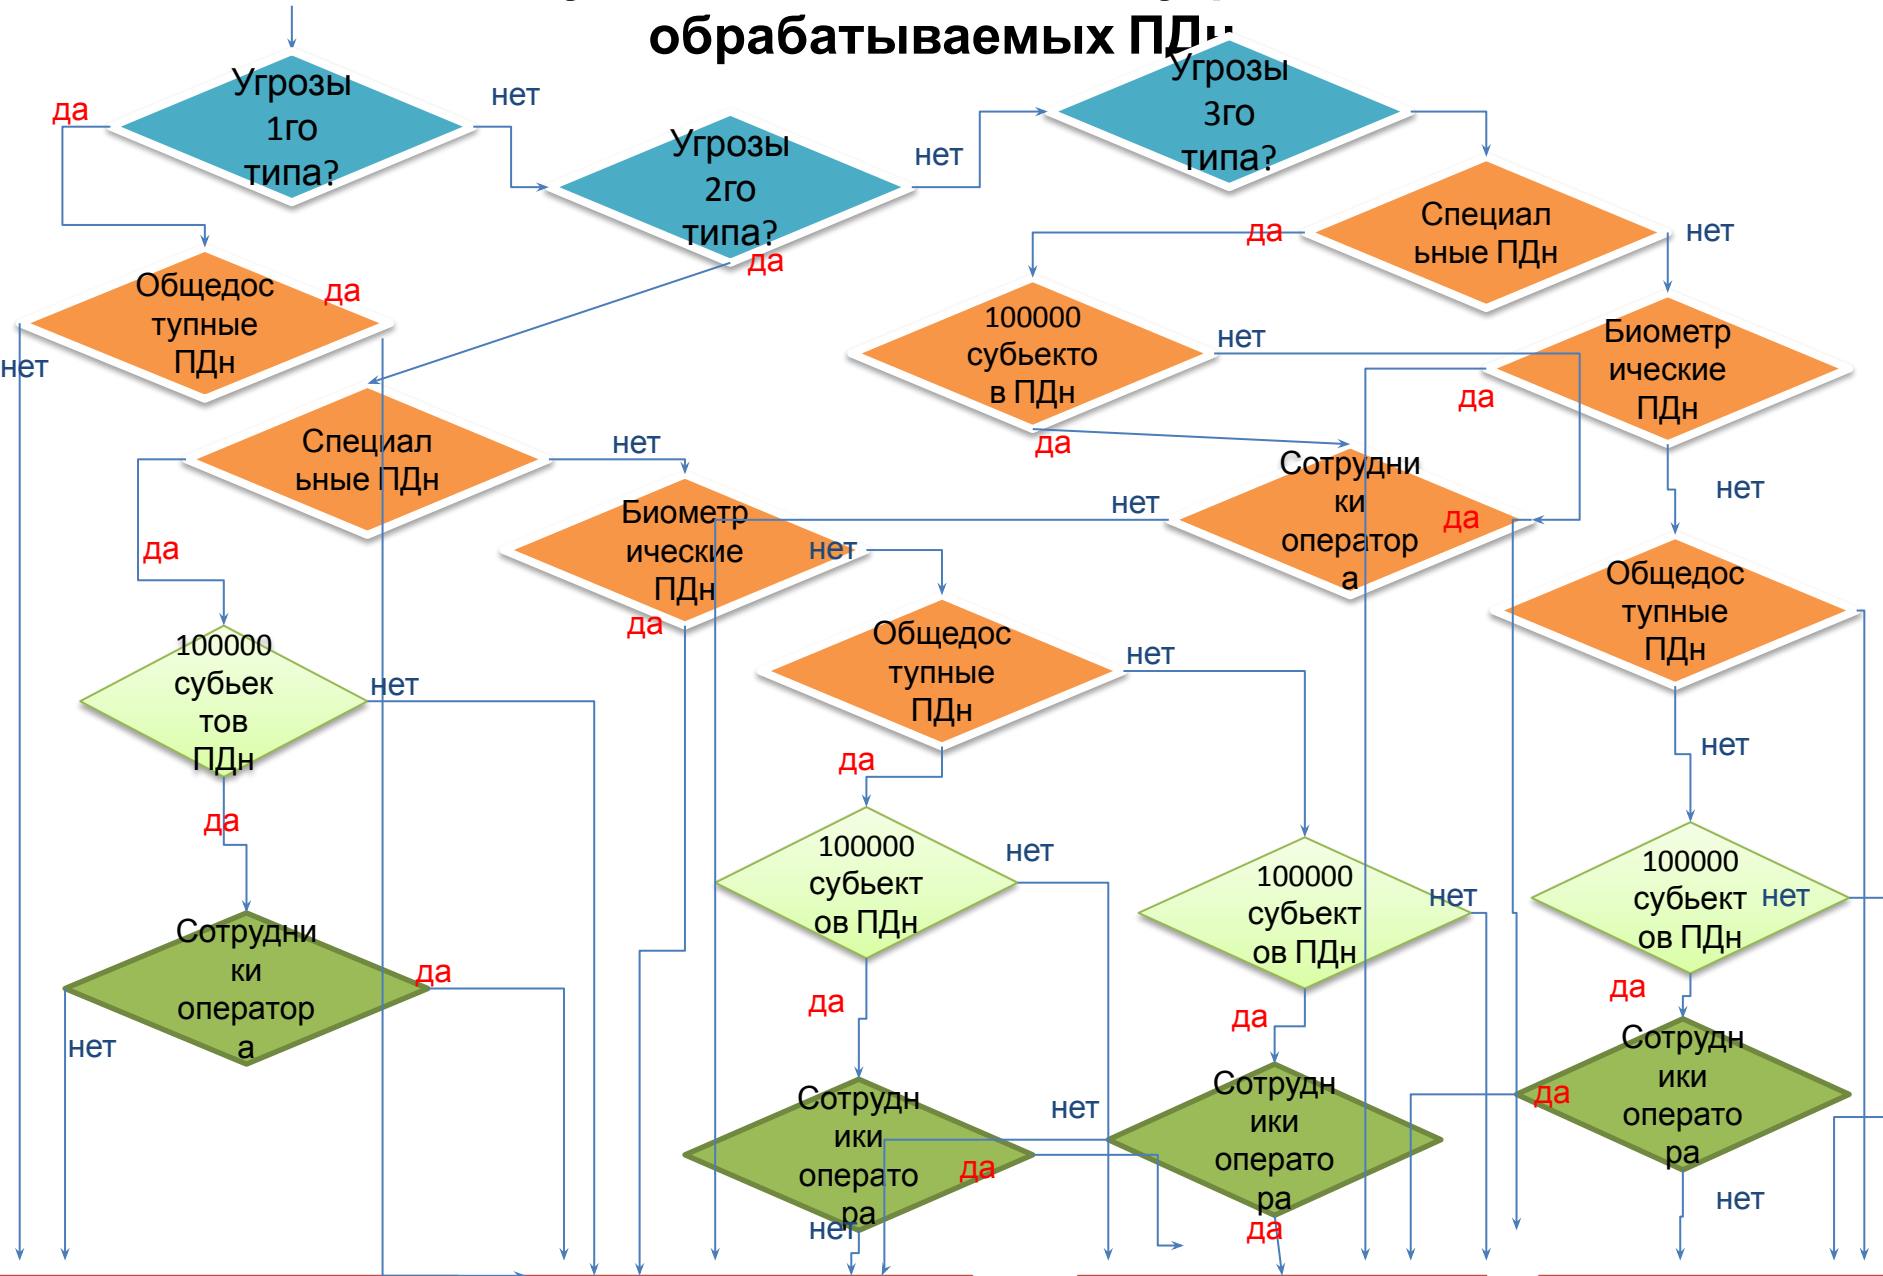 обрабатываемых ПДн
Угрозы
1го
типа?
да
нет
Угрозы
2го
типа?
нет
да
Угрозы
3го
типа?
Специал
ьные ПДн
да
нет
Общедос
тупные
ПДн
да
нет
100000
субьекто
в ПДн
нет
да
Биометр
ические
ПДн
да
нет
Специал
ьные ПДн
нет
да
Биометр
ические
ПДн
нет
да
Сотрудни
ки
оператор
а
нет
да
Общедос
тупные
ПДн
нет
100000
субьек
тов
ПДн
нет
да
Общедос
тупные
ПДн
нет
да
100000
субьект
ов ПДн
нет
да
100000
субьект
ов ПДн
нет
да
100000
субьект
ов ПДн
нет
да
Сотрудни
ки
оператор
а
да
нет
Сотрудн
ики
операто
ра
да
нет
Сотрудн
ики
операто
ра
нет
да
Сотрудн
ики
операто
ра
да
нет